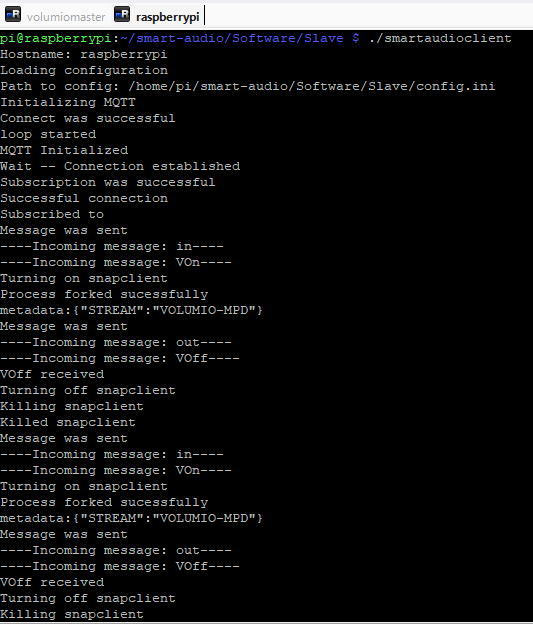 volumiomaster raspberrypi
pi@raspberrypi:~/smart-audio/Software/Slave $ ./smartaudioclient
Hostname: raspberrypi
Loading configuration
Path to config: /home/pi/smart-audio/Software/Slave/config.ini
Initializing MQTT
Connect was successful
loop started
MQTT Initialized
Wait -- Connection established
Subscription was successful
Successful connection
Subscribed to
Message was sent
----Incoming message: in----
----Incoming message: VOn----
Turning on snapclient
Process forked sucessfully
metadata:{"STREAM":"VOLUMIO-MPD"}
Message was sent
----Incoming message: out----
----Incoming message: VOff----
VOff received
Turning off snapclient
Killing snapclient
Killed snapclient
Message was sent
----Incoming message: in----
----Incoming message: VOn----
Turning on snapclient
Process forked sucessfully
metadata:{"STREAM":"VOLUMIO-MPD"}
Message was sent
----Incoming message: out----
----Incoming message: VOff----
VOff received
Turning off snapclient
Killing snapclient